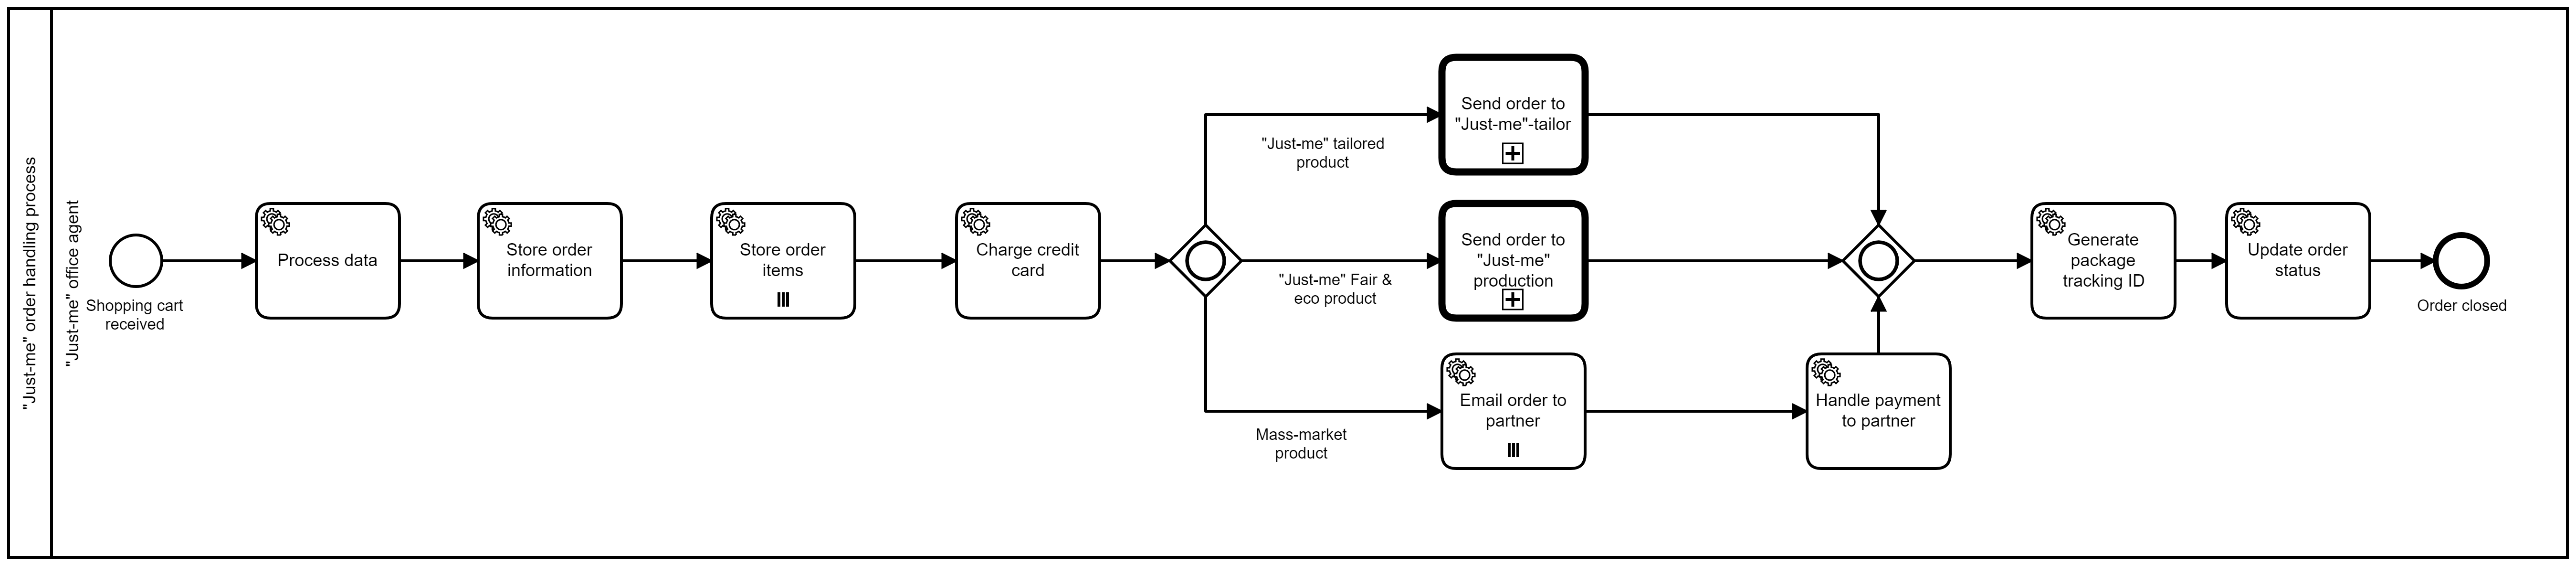 "Just-me" order handling process
"Just-me" office agent
Shopping cart
received
Process data
Store order
information
Store order
items
Charge credit
card
"Just-me" tailored
product
"Just-me" Fair &
eco product
Mass-market
product
Send order to
"Just-me"-tailor
Send order to
"Just-me"
production
Email order to
partner
Handle payment
to partner
Generate
package
tracking ID
Update order
status
Order closed